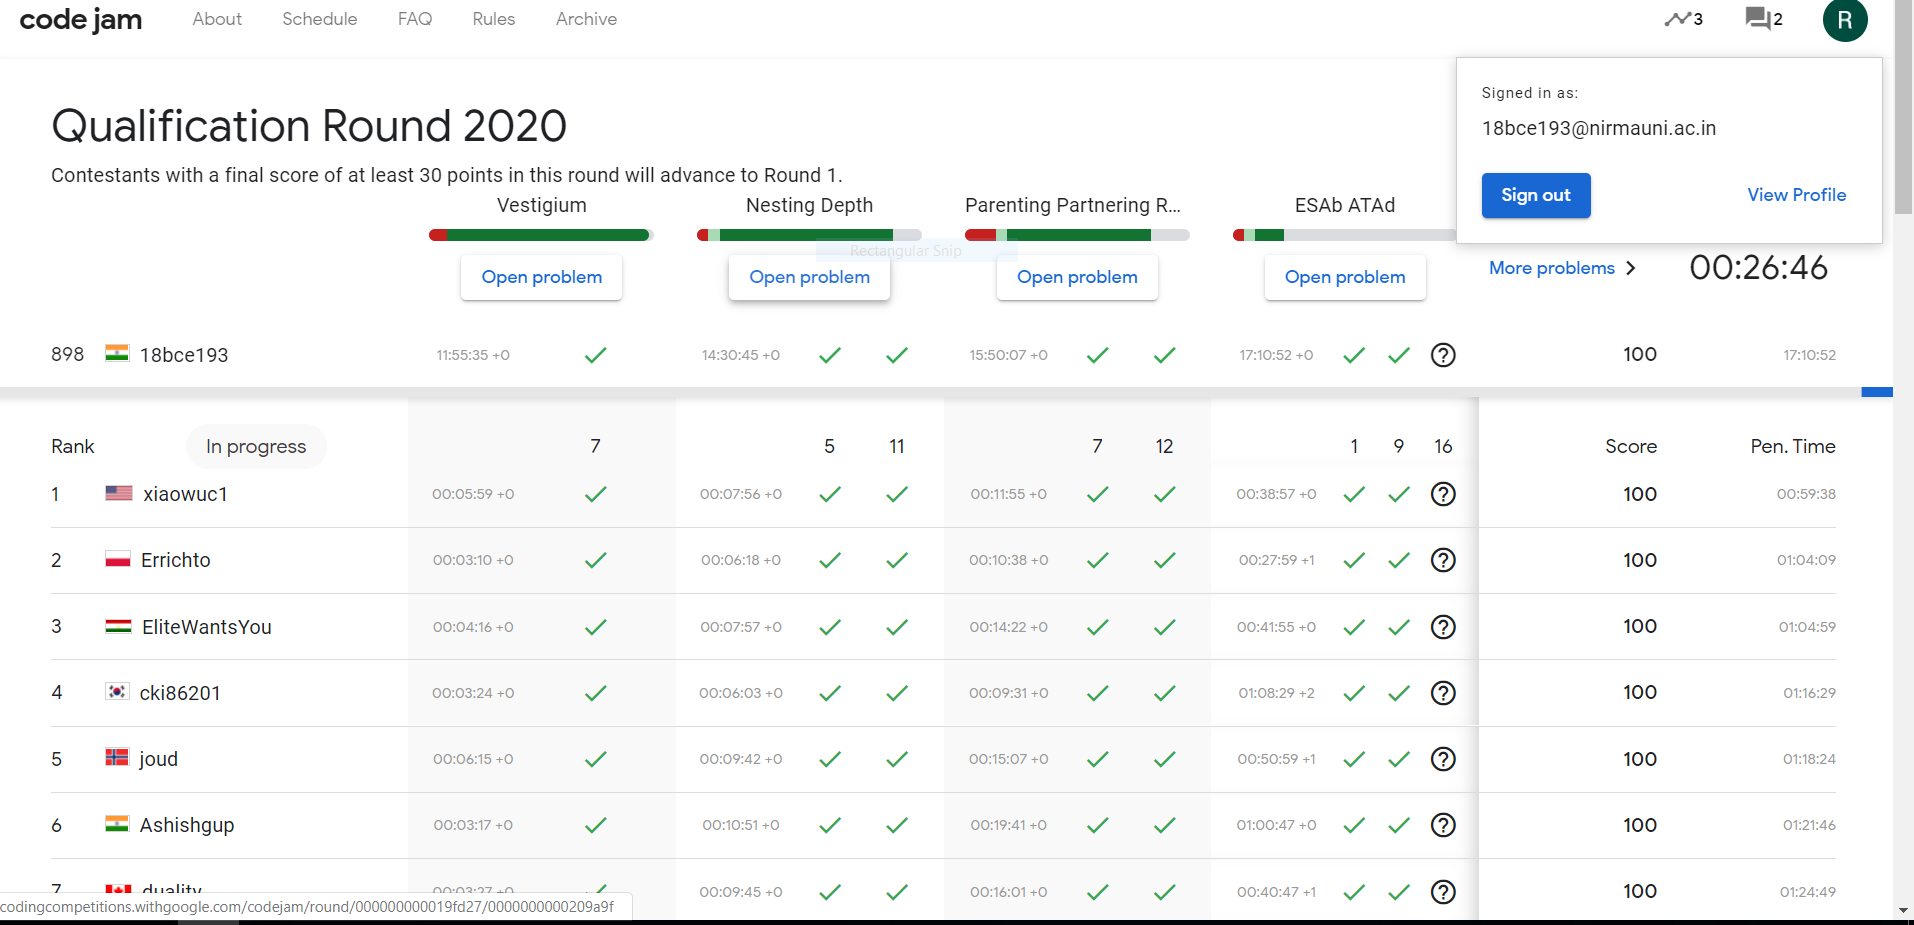 code jam About Schedule FAQ Rules Archive 3 2 R
Signed in as:
18bce193@nirmauni.ac.in
Sign out View Profile
Qualification Round 2020
Contestants with a final score of at least 30 points in this round will advance to Round 1.
Vestigium Nesting Depth Parenting Partnering R... ESAb ATAd
Rectangular Snip
Open problem Open problem Open problem Open problem More problems 00:26:46
898 18bce193 11:55:35 +0 14:30:45 +0 15:50:07 +0 17:10:52 +0 100 17:10:52
Rank In progress 7 5 11 7 12 1 9 16 Score Pen. Time
1 xiaowuc1 00:05:59 +0 00:07:56 +0 00:11:55 +0 00:38:57 +0 100 00:59:38
2 Errichto 00:03:10 +0 00:06:18 +0 00:10:38 +0 00:27:59 +1 100 01:04:09
3 EliteWantsYou 00:04:16 +0 00:07:57 +0 00:14:22 +0 00:41:55 +0 100 01:04:59
4 cki86201 00:03:24 +0 00:06:03 +0 00:09:31 +0 01:08:29 +2 100 01:16:29
5 joud 00:06:15 +0 00:09:42 +0 00:15:07 +0 00:50:59 +1 100 01:18:24
6 Ashishgup 00:03:17 +0 00:10:51 +0 00:19:41 +0 01:00:47 +0 100 01:21:46
7 duality 00:03:27 +0 00:09:45 +0 00:16:01 +0 00:40:47 +1 100 01:24:49
codingcompetitions.withgoogle.com/codejam/round/000000000019fd27/0000000000209a9f